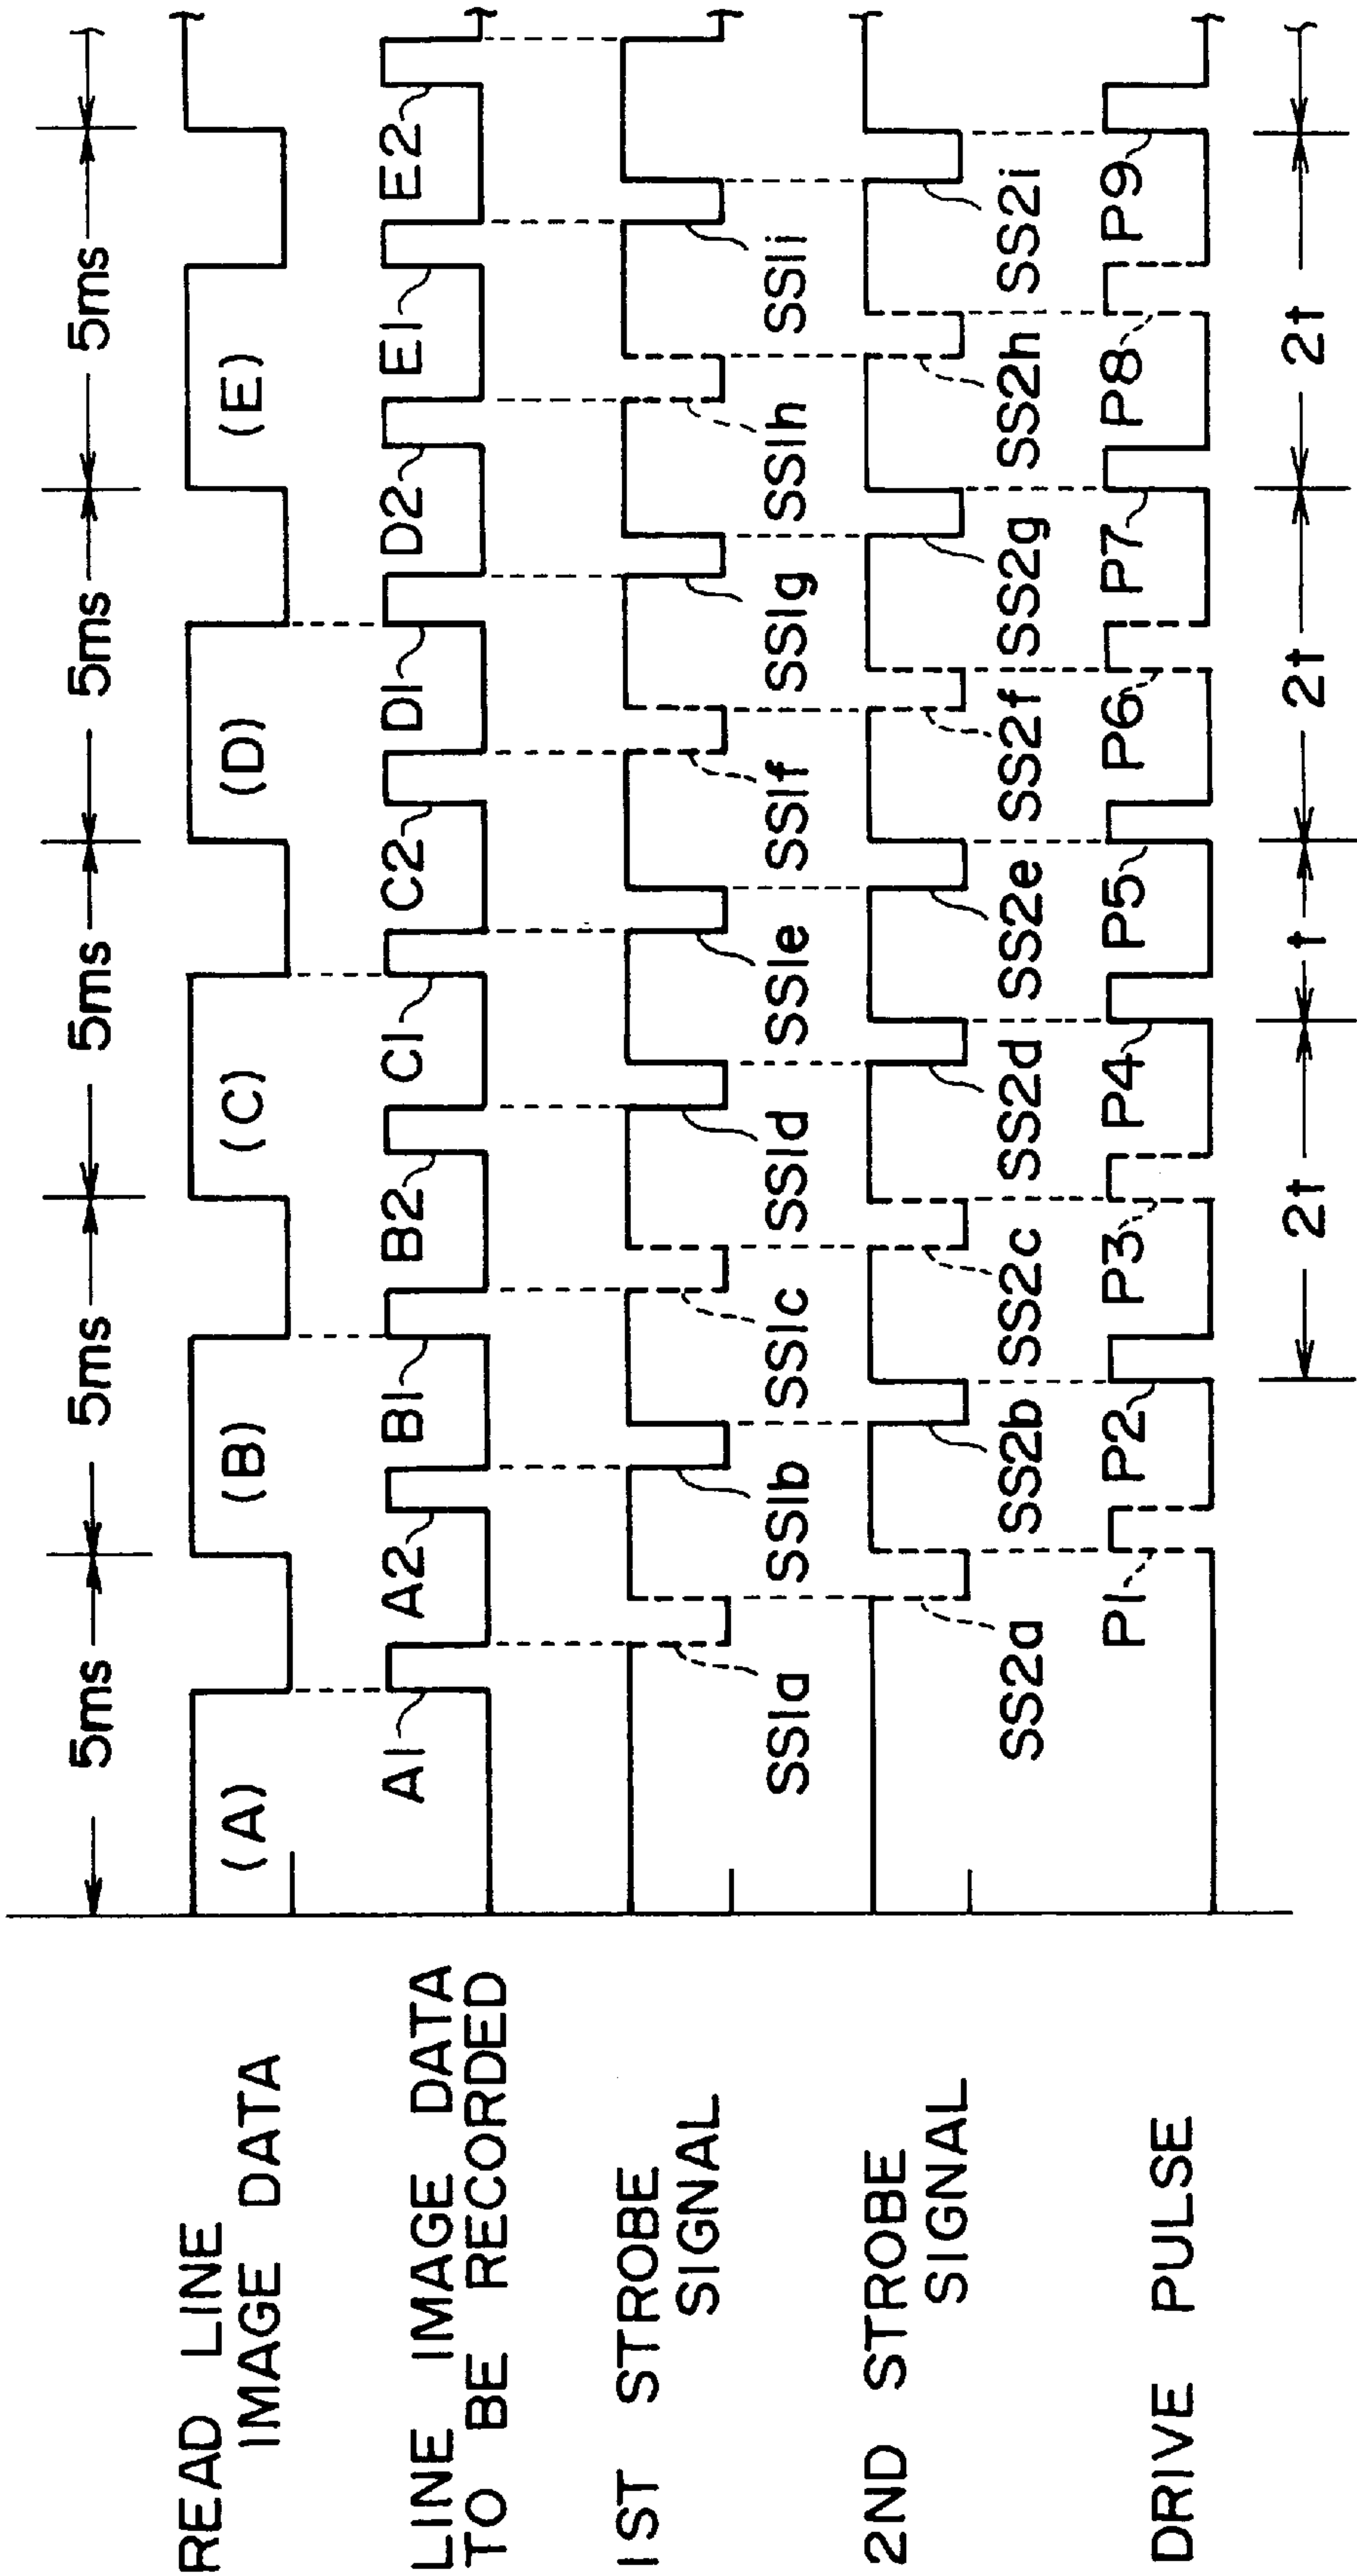 5ms 5ms 5ms 5ms 5ms
READ LINE
IMAGE DATA
(A) (B) (C) (D) (E)
LINE IMAGE DATA
TO BE RECORDED
A1 A2 B1 B2 C1 C2 D1 D2 E1 E2
1ST STROBE
SIGNAL
SS1a SS1b SS1c SS1d SS1e SS1f SS1g SS1h SS1i
2ND STROBE
SIGNAL
SS2a SS2b SS2c SS2d SS2e SS2f SS2g SS2h SS2i
DRIVE PULSE
P1 P2 P3 P4 P5 P6 P7 P8 P9
2t t 2t 2t